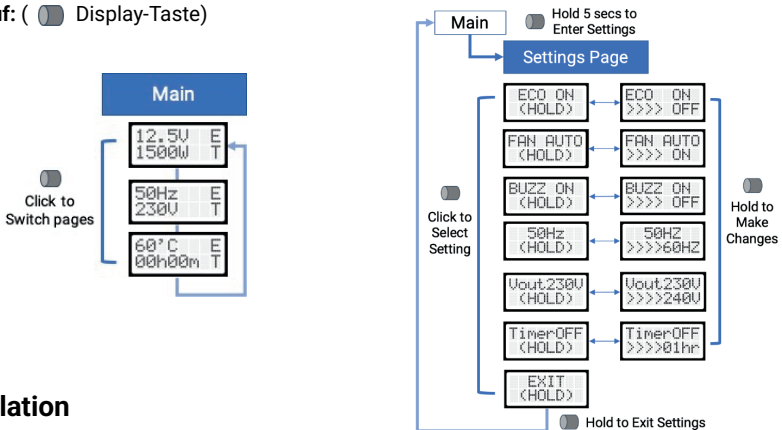 uf: ( Display-Taste)
Main
12.5V E
1500W T
50Hz E
230V T
60°C E
00h00m T
Click to
Switch pages
lation
Main
Hold 5 secs to
Enter Settings
Settings Page
ECO ON
(HOLD)
ECO ON
>>>> OFF
FAN AUTO
(HOLD)
FAN AUTO
>>>> ON
BUZZ ON
(HOLD)
BUZZ ON
>>>> OFF
50Hz
(HOLD)
50HZ
>>>>60HZ
Vout230V
(HOLD)
Vout230V
>>>>240V
TimerOFF
(HOLD)
TimerOFF
>>>>01hr
EXIT
(HOLD)
Click to
Select
Setting
Hold to
Make
Changes
Hold to Exit Settings